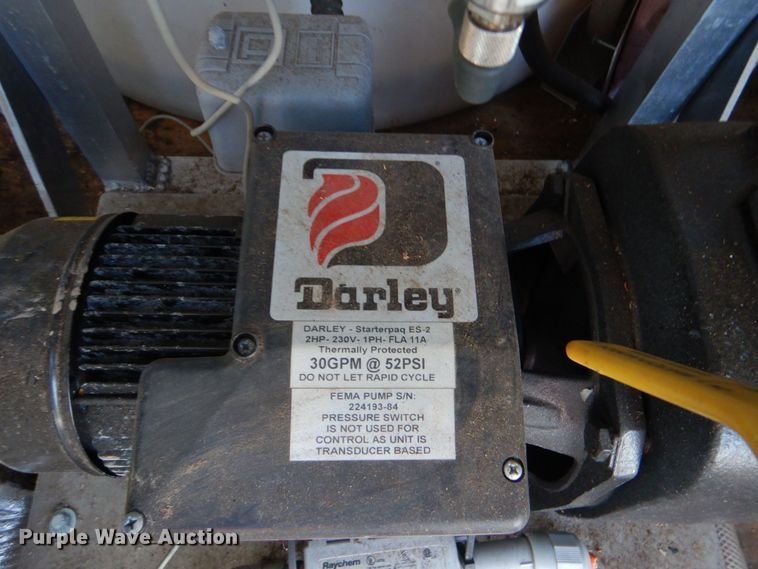 Darley
DARLEY - Starterpaq ES-2
2HP- 230V- 1PH- FLA 11A
Thermally Protected
30GPM @ 52PSI
DO NOT LET RAPID CYCLE
FEMA PUMP S/N:
224193-84
PRESSURE SWITCH
IS NOT USED FOR
CONTROL AS UNIT IS
TRANSDUCER BASED
Purple Wave Auction
Raychem